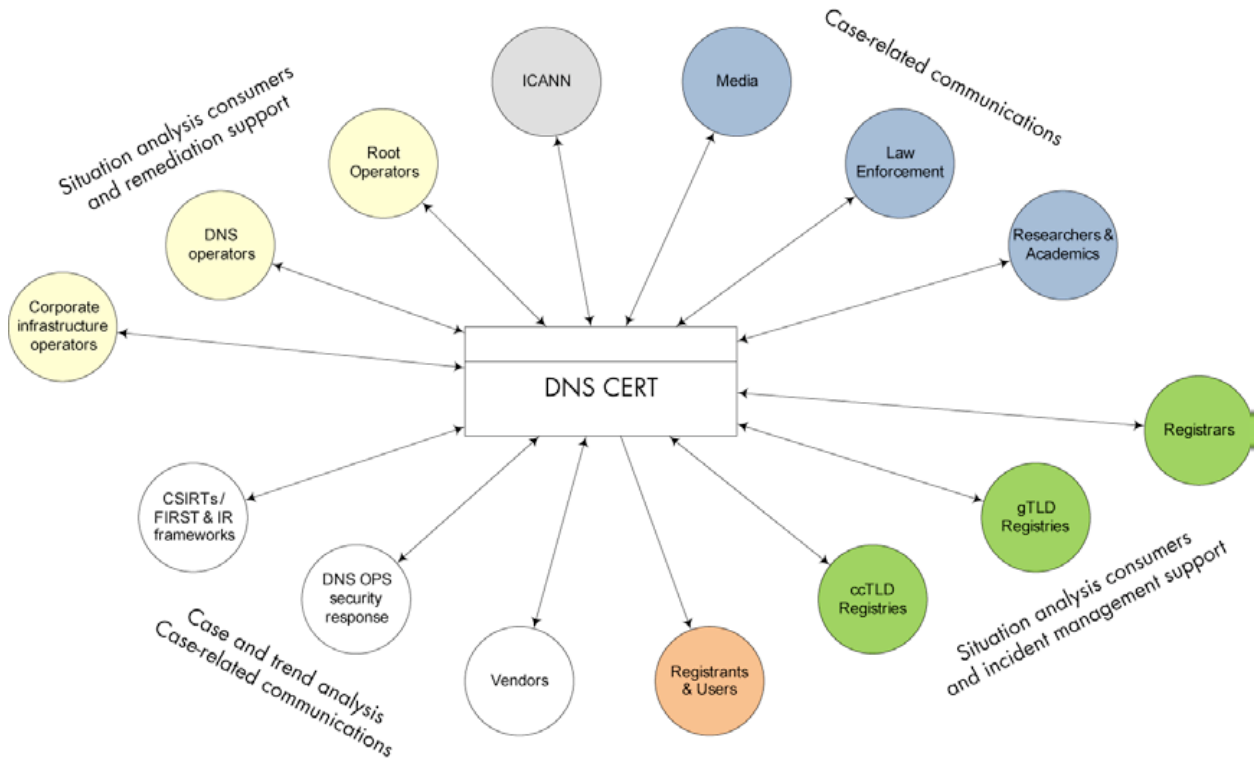 Case-related communications
ICANN
Media
Situation analysis consumers
and remediation support
Root
Operators
Law
Enforcement
DNS
operators
Researchers &
Academics
Corporate
infrastructure
operators
DNS CERT
Registrars
CSIRTs /
FIRST & IR
frameworks
gTLD
Registries
DNS OPS
security
response
ccTLD
Registries
Situation analysis consumers
and incident management support
Case and trend analysis
Case-related communications
Vendors
Registrants
& Users